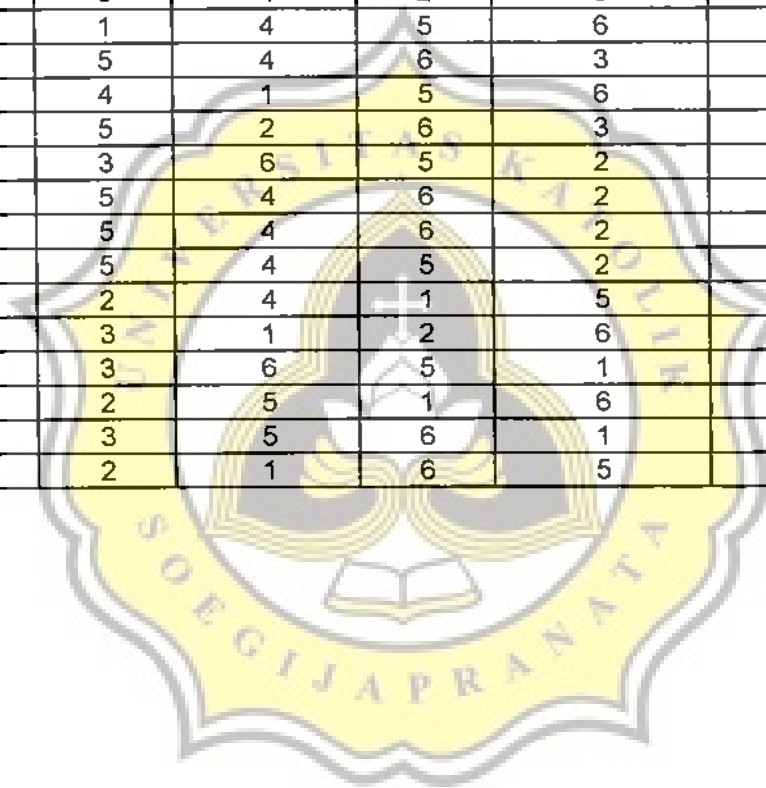 1 4 5 6
5 4 6 3
4 1 5 6
5 2 6 3
3 6 5 2
5 4 6 2
5 4 6 2
5 4 5 2
2 4 1 5
3 1 2 6
3 6 5 1
2 5 1 6
3 5 6 1
2 1 6 5
UNIVERSITAS KATOLIK
SOEGIJAPRANATA